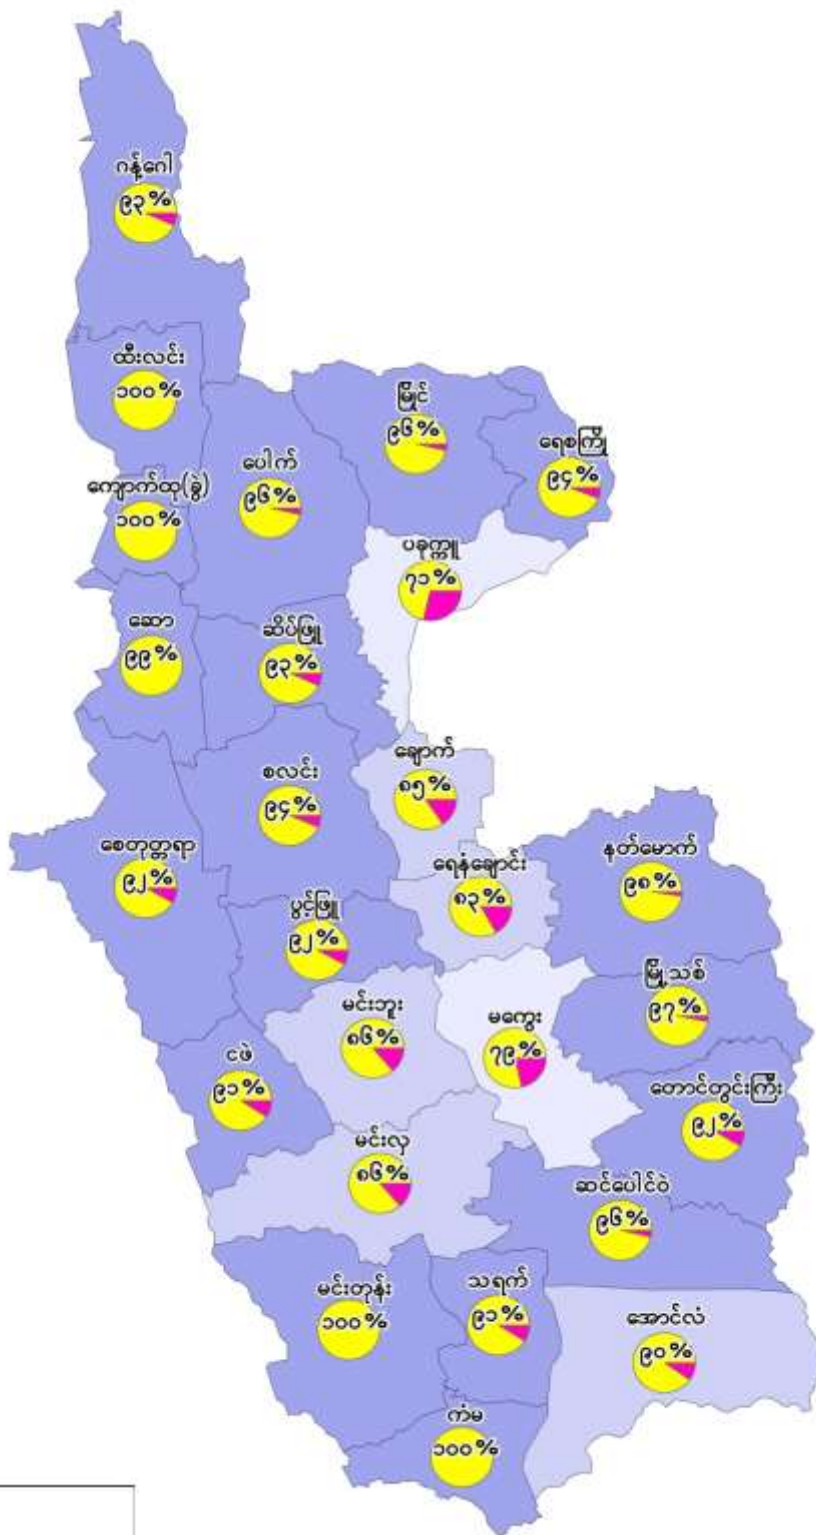 ဂန့်ဂေါ
၉၃%
ထီးလင်း
၁၀၀%
မြိုင်
၉၆%
ရေစကြို
၉၄%
ပေါက်
၉၆%
ကျောက်ထု(ခွဲ)
၁၀၀%
ပခုက္ကူ
၇၁%
ဆော
၉၉%
ဆိပ်ဖြူ
၉၃%
ချောက်
၈၅%
စလင်း
၉၄%
စေတုတ္တရာ
၉၂%
ရေနံချောင်း
၈၃%
နတ်မောက်
၉၈%
ပွင့်ဖြူ
၉၂%
မြို့သစ်
၉၇%
မင်းဘူး
၈၆%
မကွေး
၇၉%
ငဖဲ
၉၁%
တောင်တွင်းကြီး
၉၂%
မင်းလှ
၈၆%
ဆင်ပေါင်ဝဲ
၉၆%
မင်းတုန်း
၁၀၀%
သရက်
၉၁%
အောင်လံ
၉၀%
ကံမ
၁၀၀%